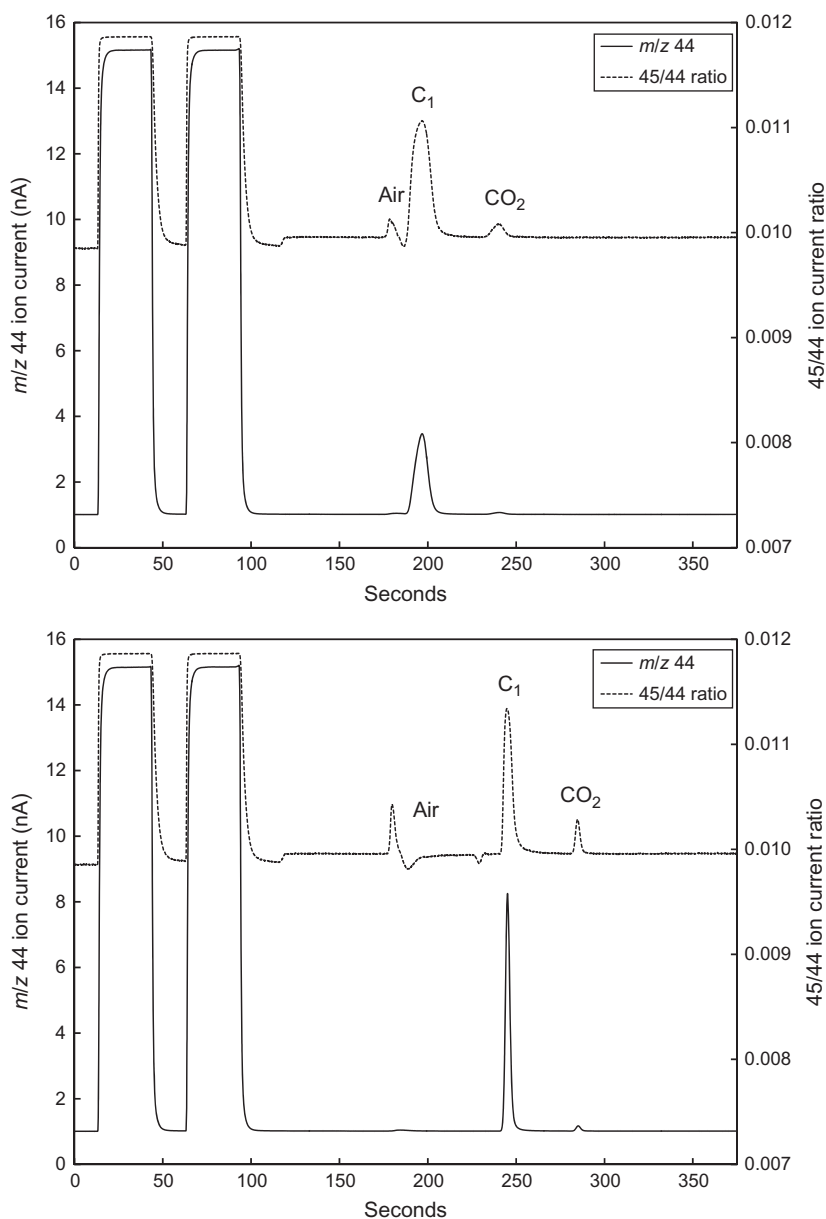 m/z 44
45/44 ratio
C₁
Air
CO₂
16
14
12
10
8
6
4
2
0
0.012
0.011
0.010
0.009
0.008
0.007
0 50 100 150 200 250 300 350
Seconds
m/z 44 ion current (nA)
45/44 ion current ratio
m/z 44
45/44 ratio
C₁
CO₂
Air
16
14
12
10
8
6
4
2
0
0.012
0.011
0.010
0.009
0.008
0.007
0 50 100 150 200 250 300 350
Seconds
m/z 44 ion current (nA)
45/44 ion current ratio